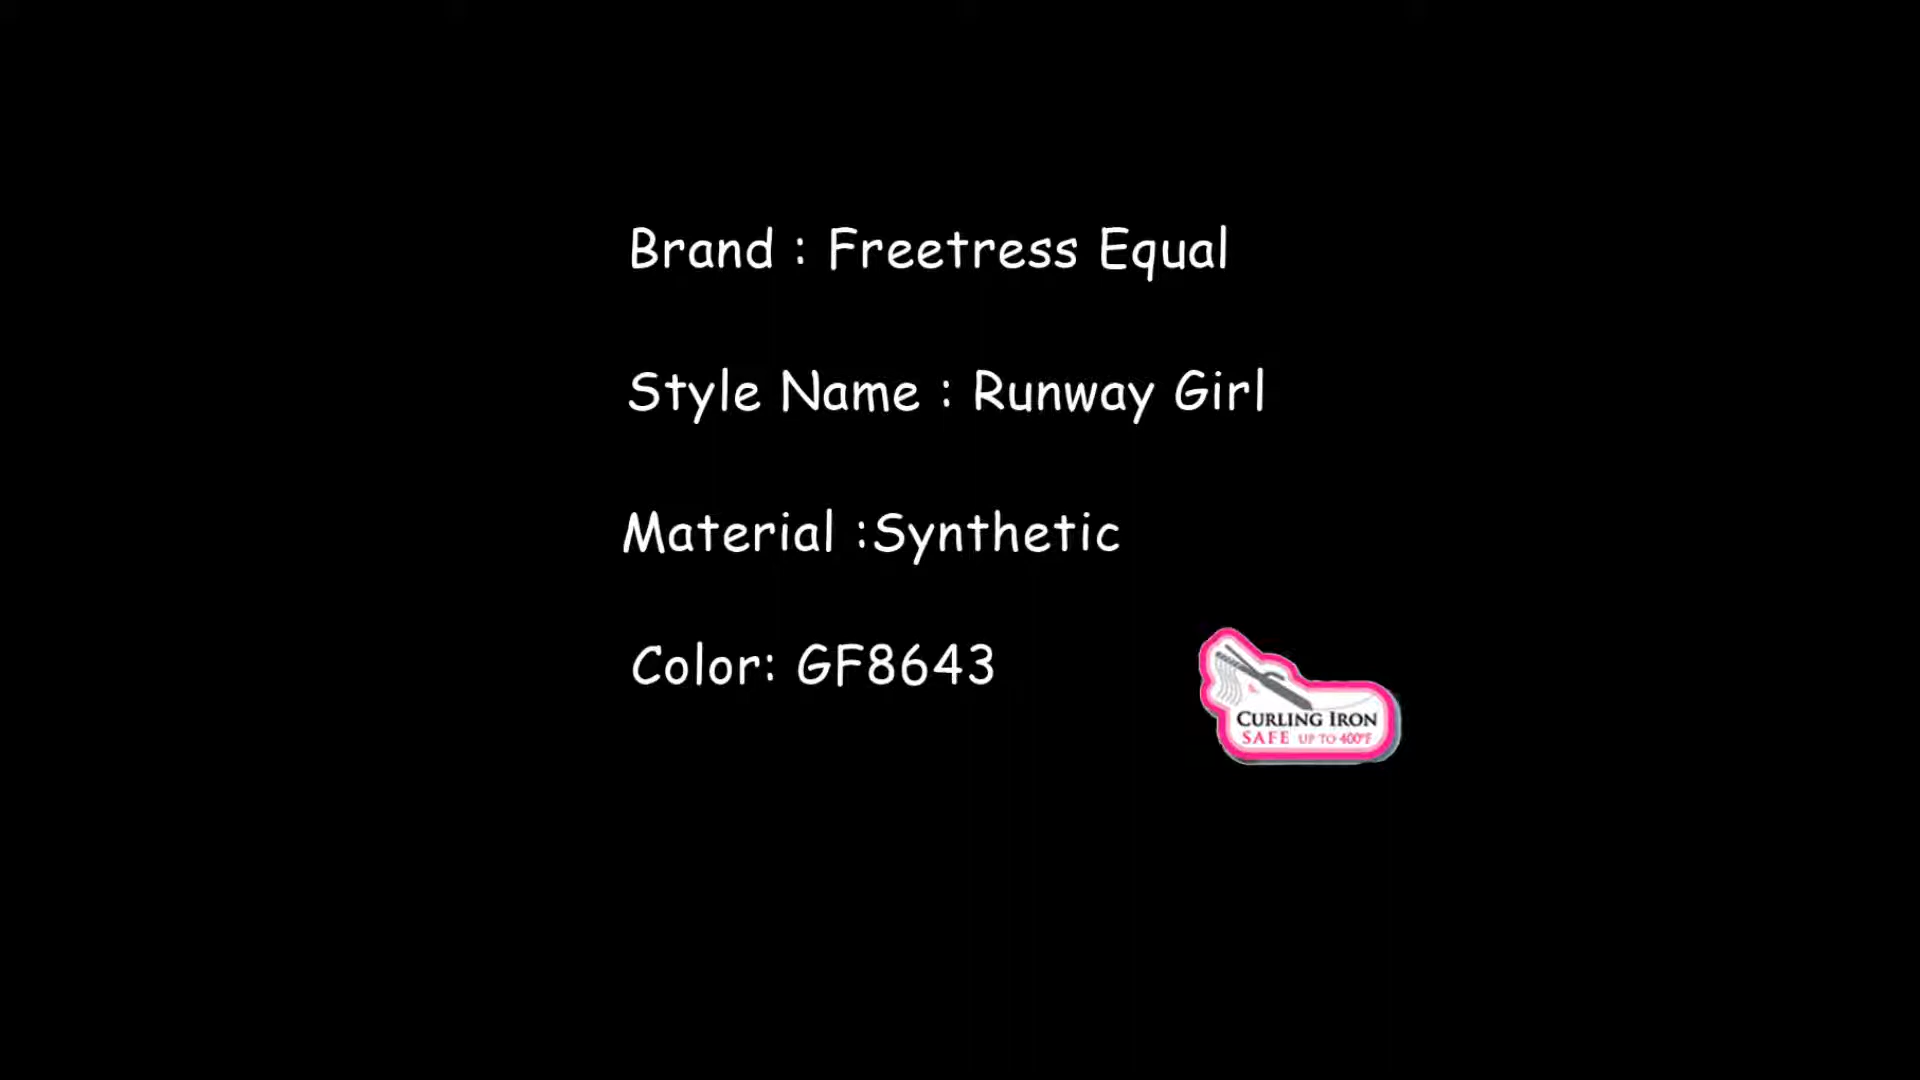 Brand : Freetress Equal
Style Name : Runway Girl
Material :Synthetic
Color: GF8643
CURLING IRON
SAFE UP TO 400°F